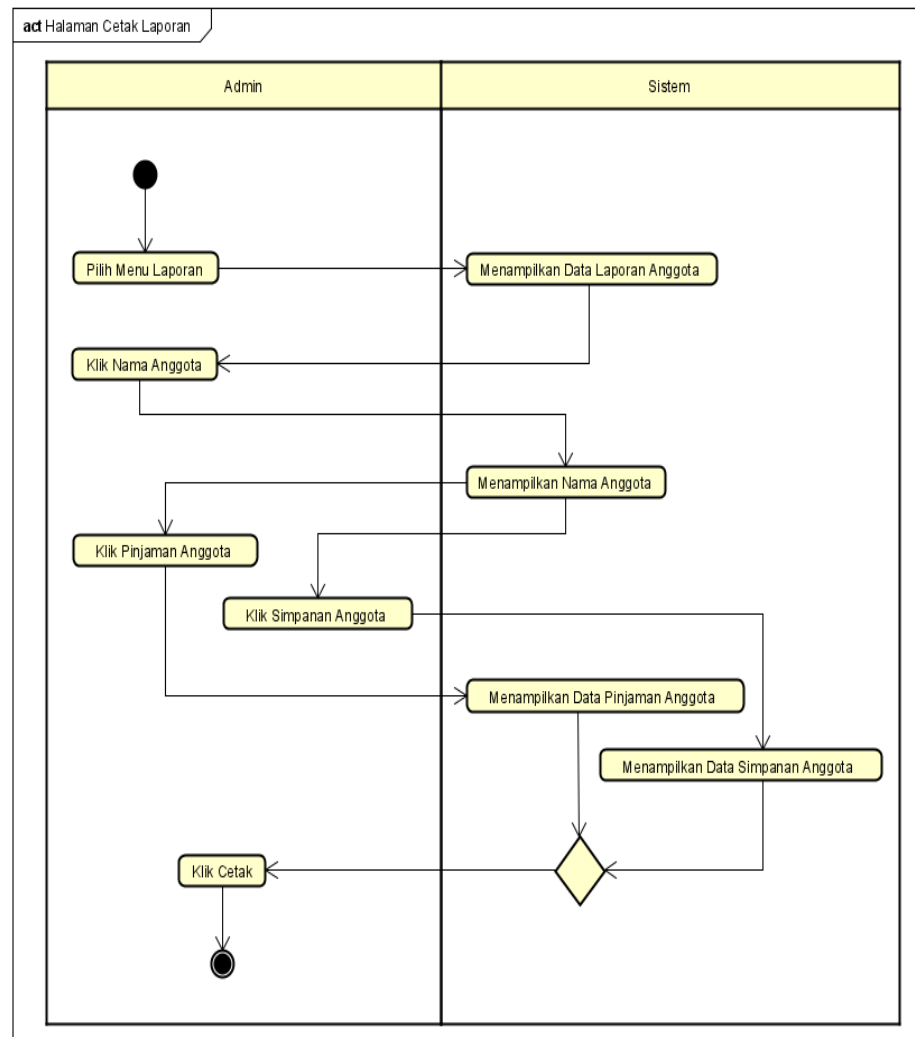 act Halaman Cetak Laporan
Admin
Sistem
Pilih Menu Laporan
Menampilkan Data Laporan Anggota
Klik Nama Anggota
Menampilkan Nama Anggota
Klik Pinjaman Anggota
Klik Simpanan Anggota
Menampilkan Data Pinjaman Anggota
Menampilkan Data Simpanan Anggota
Klik Cetak